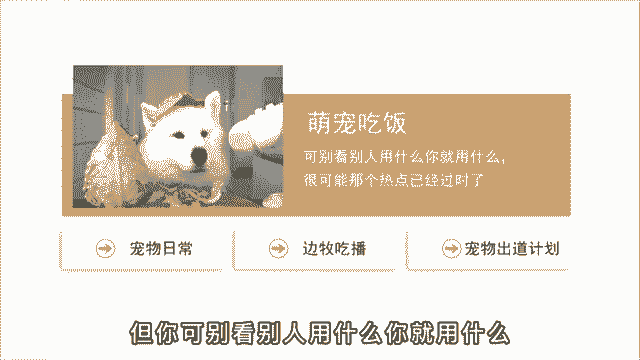 萌宠吃饭
可别看别人用什么你就用什么，
很可能那个热点已经过时了
宠物日常
边牧吃播
宠物出道计划
但你可别看别人用什么你就用什么